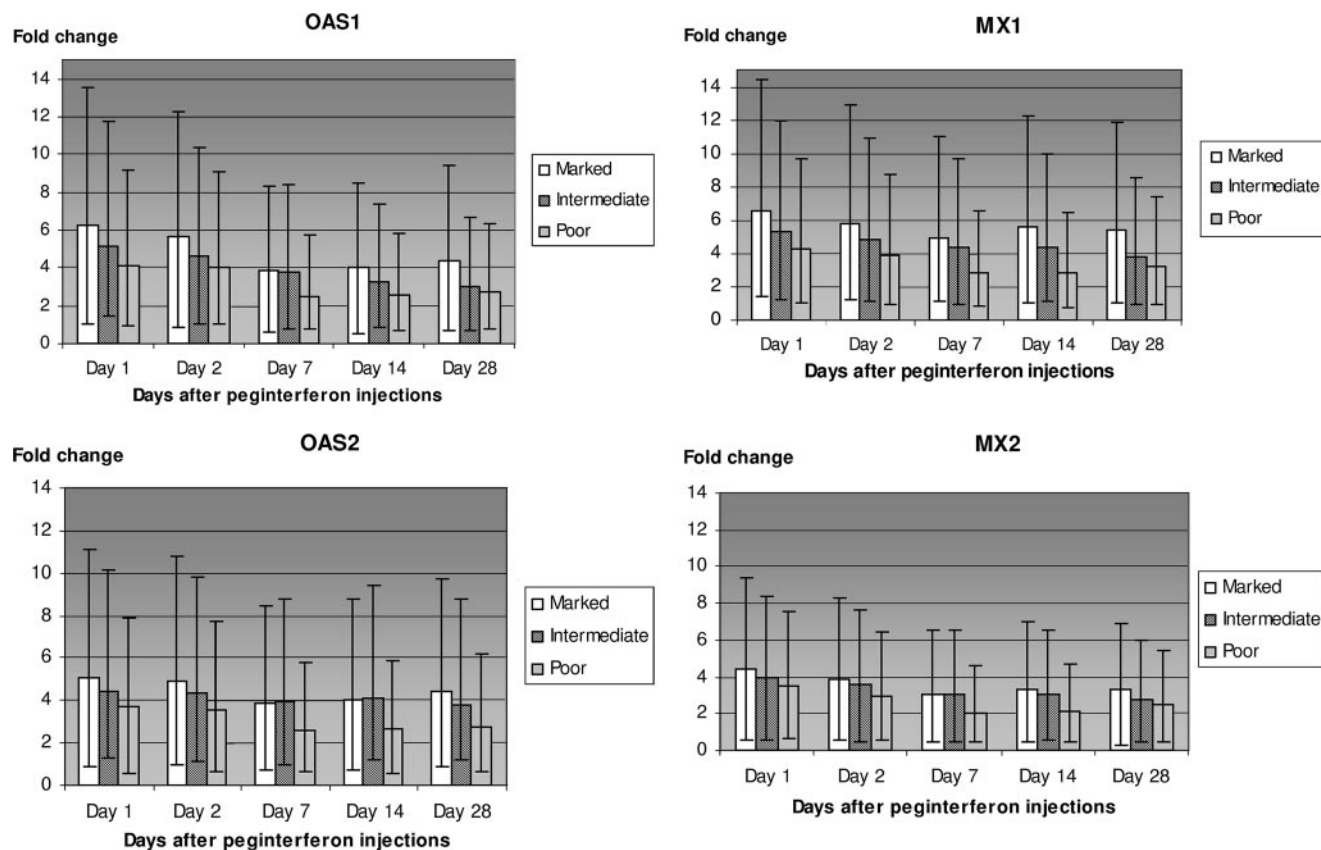 OAS1
Fold change
14
12
10
8
6
4
2
0
Day 1 Day 2 Day 7 Day 14 Day 28
Days after peginterferon injections
Marked
Intermediate
Poor
MX1
Fold change
14
12
10
8
6
4
2
0
Day 1 Day 2 Day 7 Day 14 Day 28
Days after peginterferon injections
Marked
Intermediate
Poor
OAS2
Fold change
14
12
10
8
6
4
2
0
Day 1 Day 2 Day 7 Day 14 Day 28
Days after peginterferon injections
Marked
Intermediate
Poor
MX2
Fold change
14
12
10
8
6
4
2
0
Day 1 Day 2 Day 7 Day 14 Day 28
Days after peginterferon injections
Marked
Intermediate
Poor